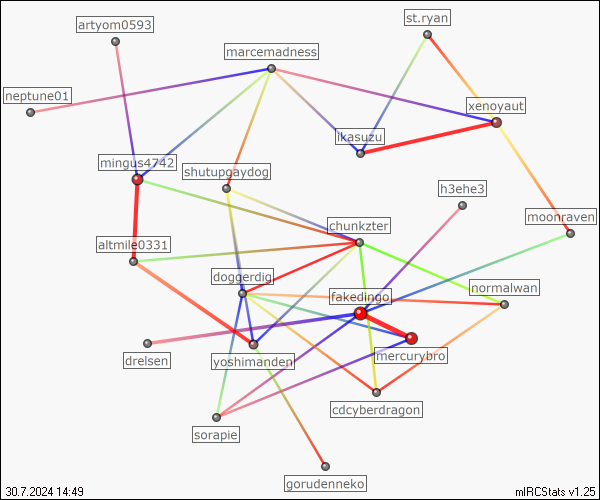 artyom0593
st.ryan
marcemadness
neptune01
xenoyaut
ikasuzu
mingus4742
shutupgaydog
h3ehe3
chunkzter
moonraven
altmile0331
doggerdig
normalwan
fakedingo
drelsen
yoshimanden
mercurybro
cdcyberdragon
sorapie
gorudenneko
30.7.2024 14:49
mIRCStats v1.25